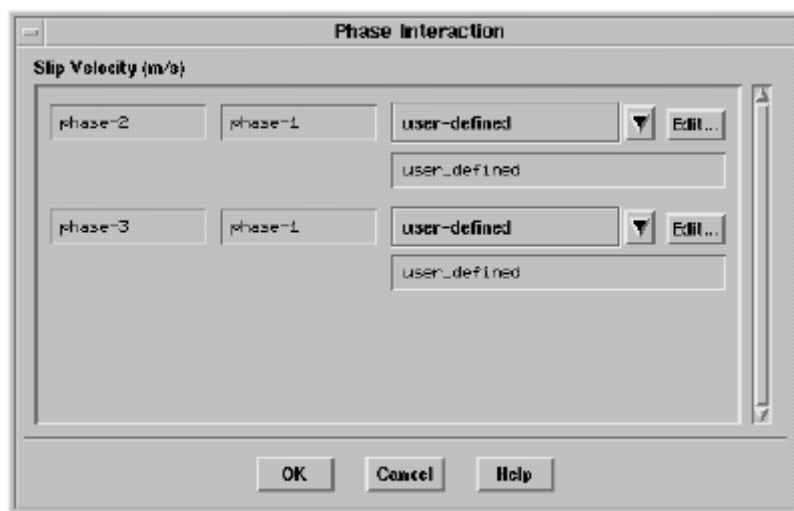 Phase Interaction
Slip Velocity (m/s)
phase-2 phase-1 user-defined Edit...
user_defined
phase-3 phase-1 user-defined Edit...
user_defined
OK Cancel Help